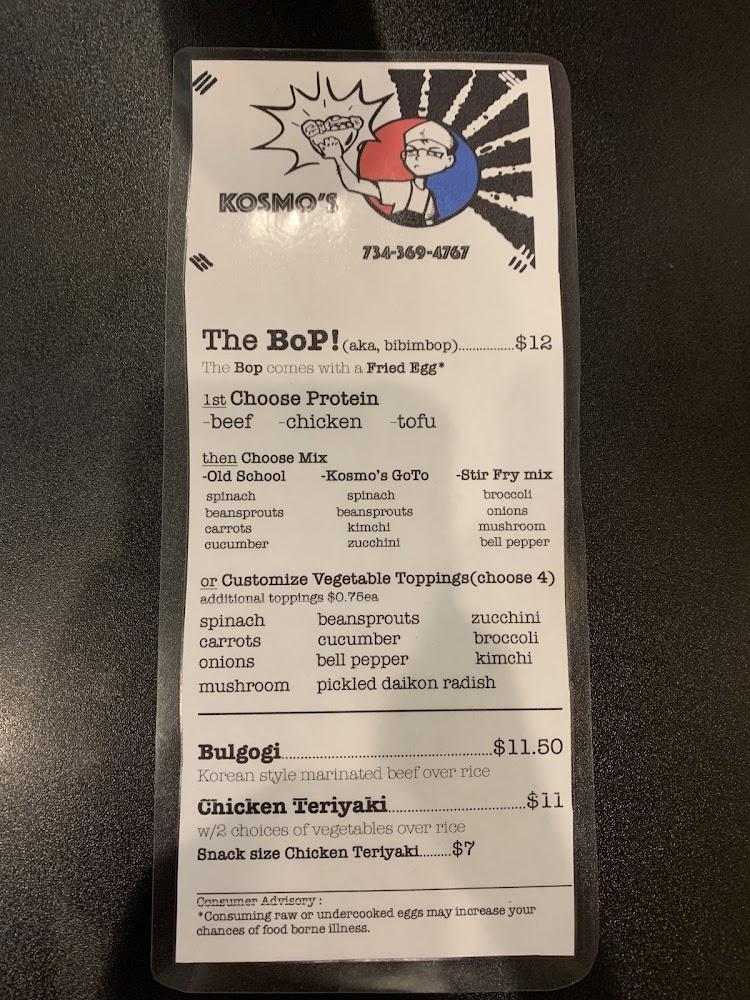 KOSMO'S
734-369-4767
The BoP! (aka, bibimbop)...............$12
The Bop comes with a Fried Egg*
1st Choose Protein
-beef -chicken -tofu
then Choose Mix
-Old School -Kosmo's GoTo -Stir Fry mix
spinach spinach broccoli
beansprouts beansprouts onions
carrots kimchi mushroom
cucumber zucchini bell pepper
or Customize Vegetable Toppings(choose 4)
additional toppings $0.75ea
spinach beansprouts zucchini
carrots cucumber broccoli
onions bell pepper kimchi
mushroom pickled daikon radish
Bulgogi................................................$11.50
Korean style marinated beef over rice
Chicken Teriyaki..............................$11
w/2 choices of vegetables over rice
Snack size Chicken Teriyaki.........$7
Consumer Advisory :
*Consuming raw or undercooked eggs may increase your
chances of food borne illness.